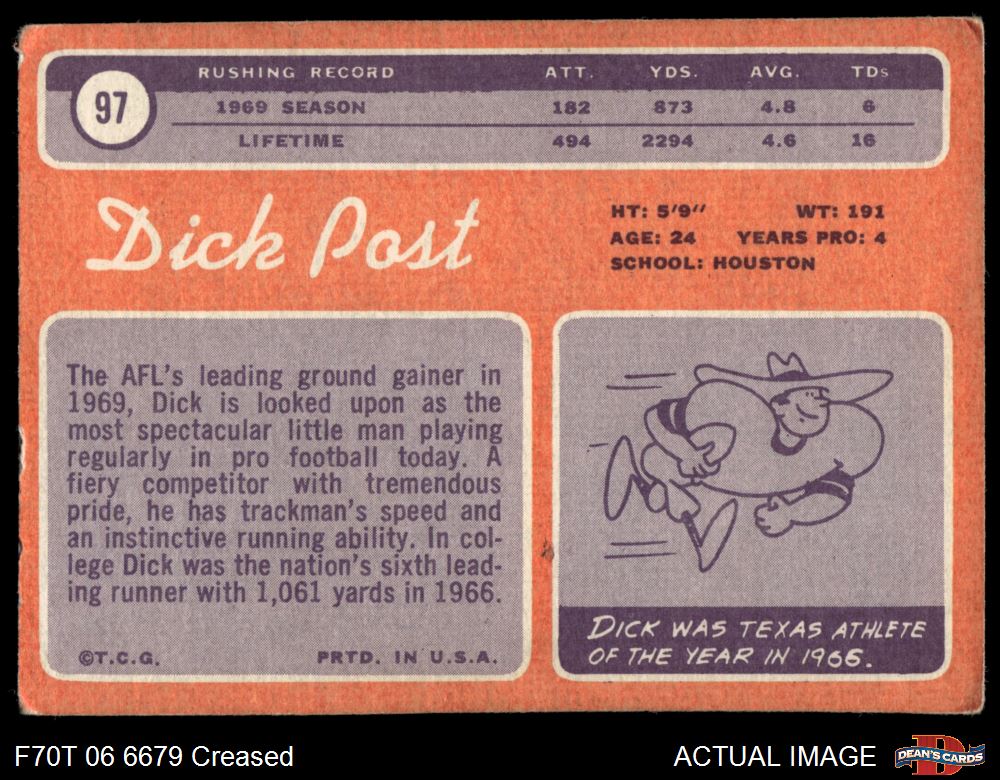 97
RUSHING RECORD ATT. YDS. AVG. TDs
1969 SEASON 182 873 4.8 6
LIFETIME 494 2294 4.6 16
Dick Post
HT: 5'9" WT: 191
AGE: 24 YEARS PRO: 4
SCHOOL: HOUSTON
The AFL's leading ground gainer in
1969, Dick is looked upon as the
most spectacular little man playing
regularly in pro football today. A
fiery competitor with tremendous
pride, he has trackman's speed and
an instinctive running ability. In col-
lege Dick was the nation's sixth lead-
ing runner with 1,061 yards in 1966.
©T.C.G. PRTD. IN U.S.A.
DICK WAS TEXAS ATHLETE
OF THE YEAR IN 1966.
F70T 06 6679 Creased
ACTUAL IMAGE
DEAN'S CARDS